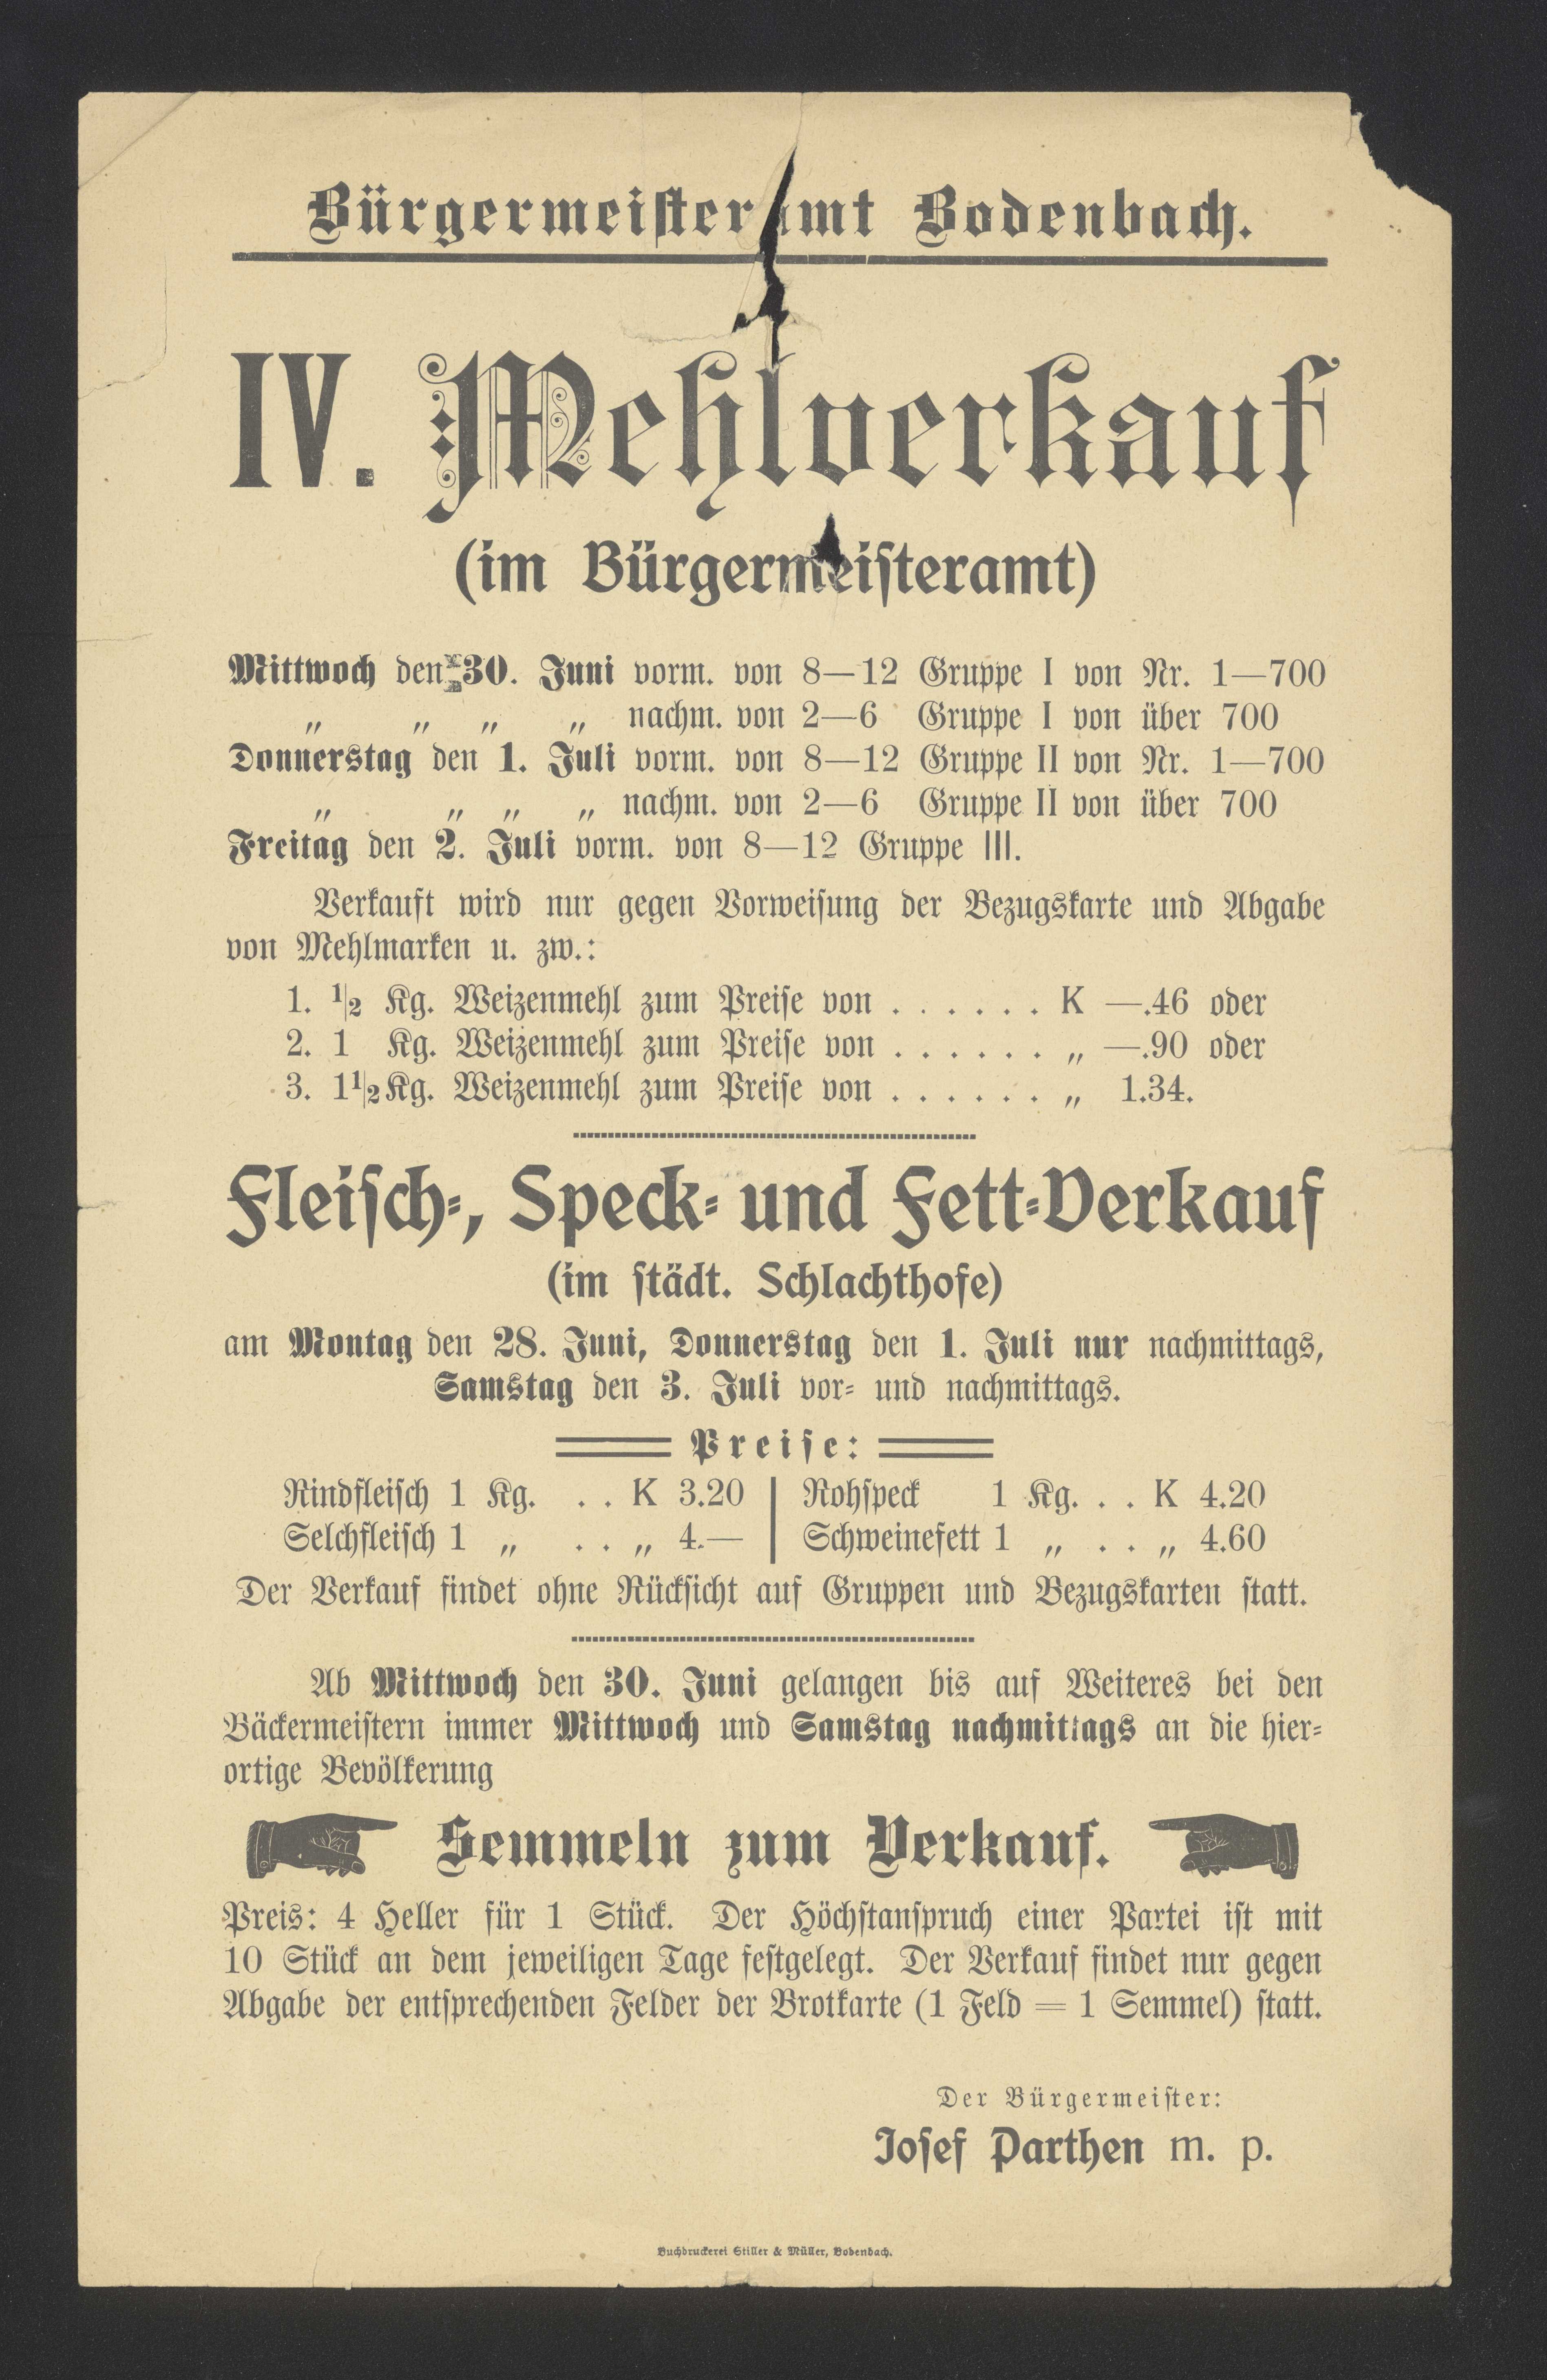 Bürgermeisteramt Bodenbach.
IV. Mehlverkauf
(im Bürgermeisteramt)
Mittwoch den 30. Juni vorm. von 8—12 Gruppe I von Nr. 1—700
„ „ „ „ nachm. von 2—6 Gruppe I von über 700
Donnerstag den 1. Juli vorm. von 8—12 Gruppe II von Nr. 1—700
„ „ „ „ nachm. von 2—6 Gruppe II von über 700
Freitag den 2. Juli vorm. von 8—12 Gruppe III.
Verkauft wird nur gegen Vorweisung der Bezugskarte und Abgabe
von Mehlmarken u. zw.:
1. ½ Kg. Weizenmehl zum Preise von . . . . . . K —.46 oder
2. 1 Kg. Weizenmehl zum Preise von . . . . . . „ —.90 oder
3. 1½ Kg. Weizenmehl zum Preise von . . . . . . „ 1.34.
Fleisch-, Speck- und Fett-Verkauf
(im städt. Schlachthofe)
am Montag den 28. Juni, Donnerstag den 1. Juli nur nachmittags,
Samstag den 3. Juli vor- und nachmittags.
Preise:
Rindfleisch 1 Kg. . . K 3.20 | Rohspeck 1 Kg. . . K 4.20
Selchfleisch 1 „ . . „ 4.— | Schweinefett 1 „ . . „ 4.60
Der Verkauf findet ohne Rücksicht auf Gruppen und Bezugskarten statt.
Ab Mittwoch den 30. Juni gelangen bis auf Weiteres bei den
Bäckermeistern immer Mittwoch und Samstag nachmittags an die hier-
ortige Bevölkerung
Semmeln zum Verkauf.
Preis: 4 Heller für 1 Stück. Der Höchstanspruch einer Partei ist mit
10 Stück an dem jeweiligen Tage festgelegt. Der Verkauf findet nur gegen
Abgabe der entsprechenden Felder der Brotkarte (1 Feld = 1 Semmel) statt.
Der Bürgermeister:
Josef Parthen m. p.
Buchdruckerei Stiller & Müller, Bodenbach.